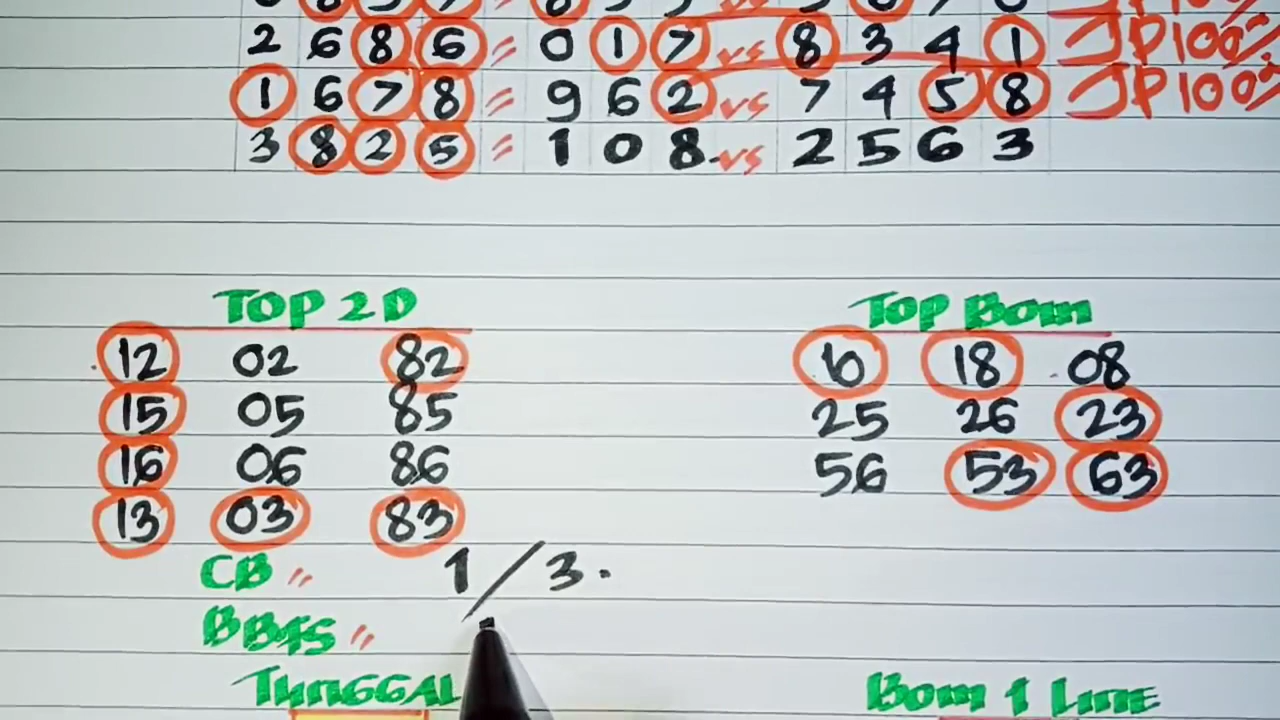 2 6 8 6 = 0 1 7 vs 8 3 4 1 JP100%
1 6 7 8 = 9 6 2 vs 7 4 5 8 JP100%
3 8 2 5 = 1 0 8 vs 2 5 6 3
TOP 2D
12 02 82
15 05 85
16 06 86
13 03 83
Top Bom
10 18 08
25 26 23
56 53 63
CB "
1 / 3.
BBFS "
TUNGGAL
Bom 1 Line